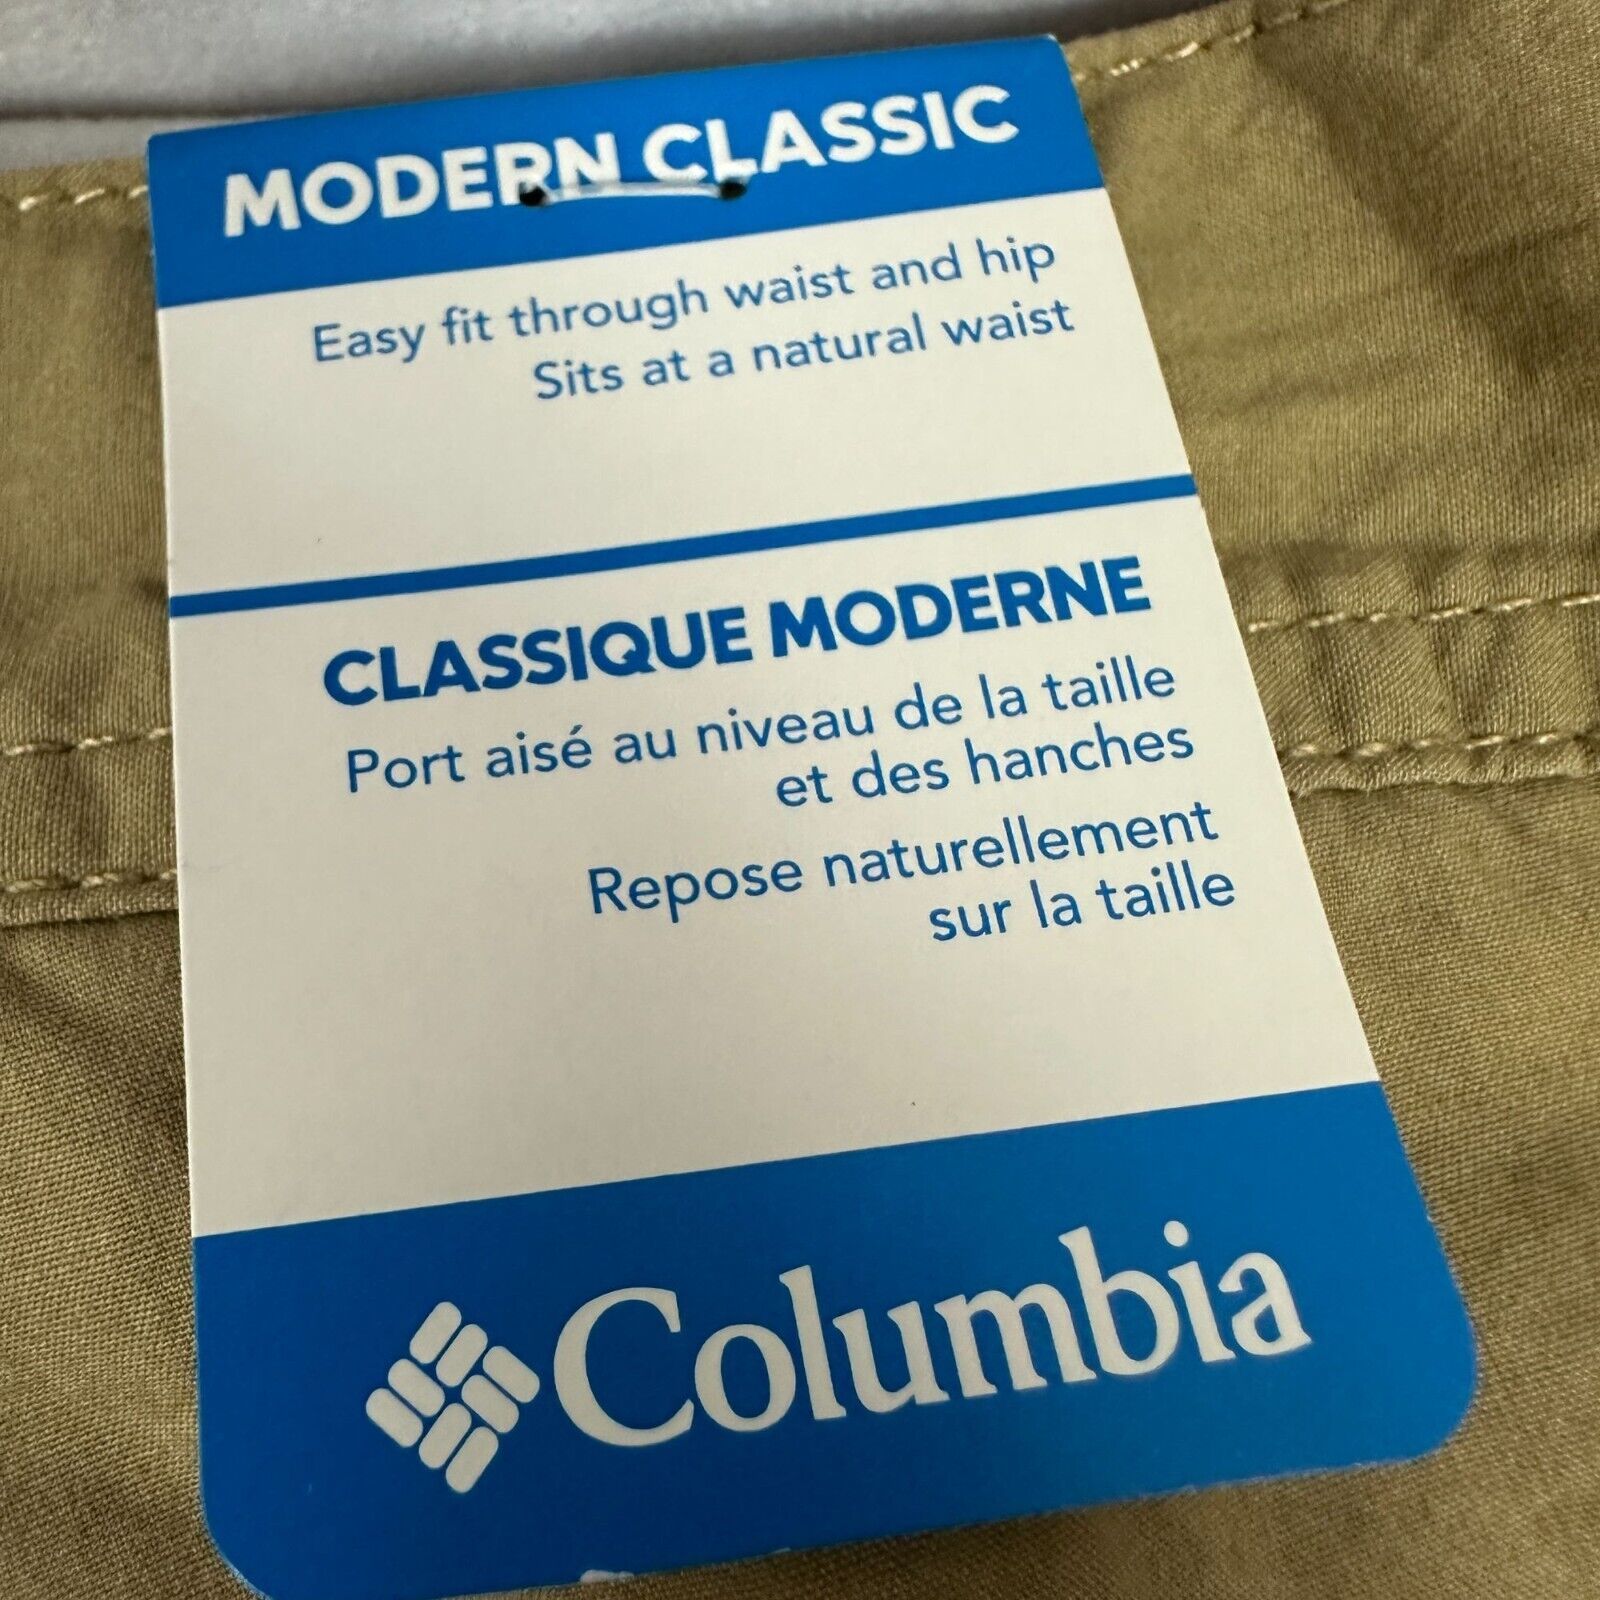 MODERN CLASSIC
Easy fit through waist and hip
Sits at a natural waist
CLASSIQUE MODERNE
Port aisé au niveau de la taille
et des hanches
Repose naturellement
sur la taille
Columbia